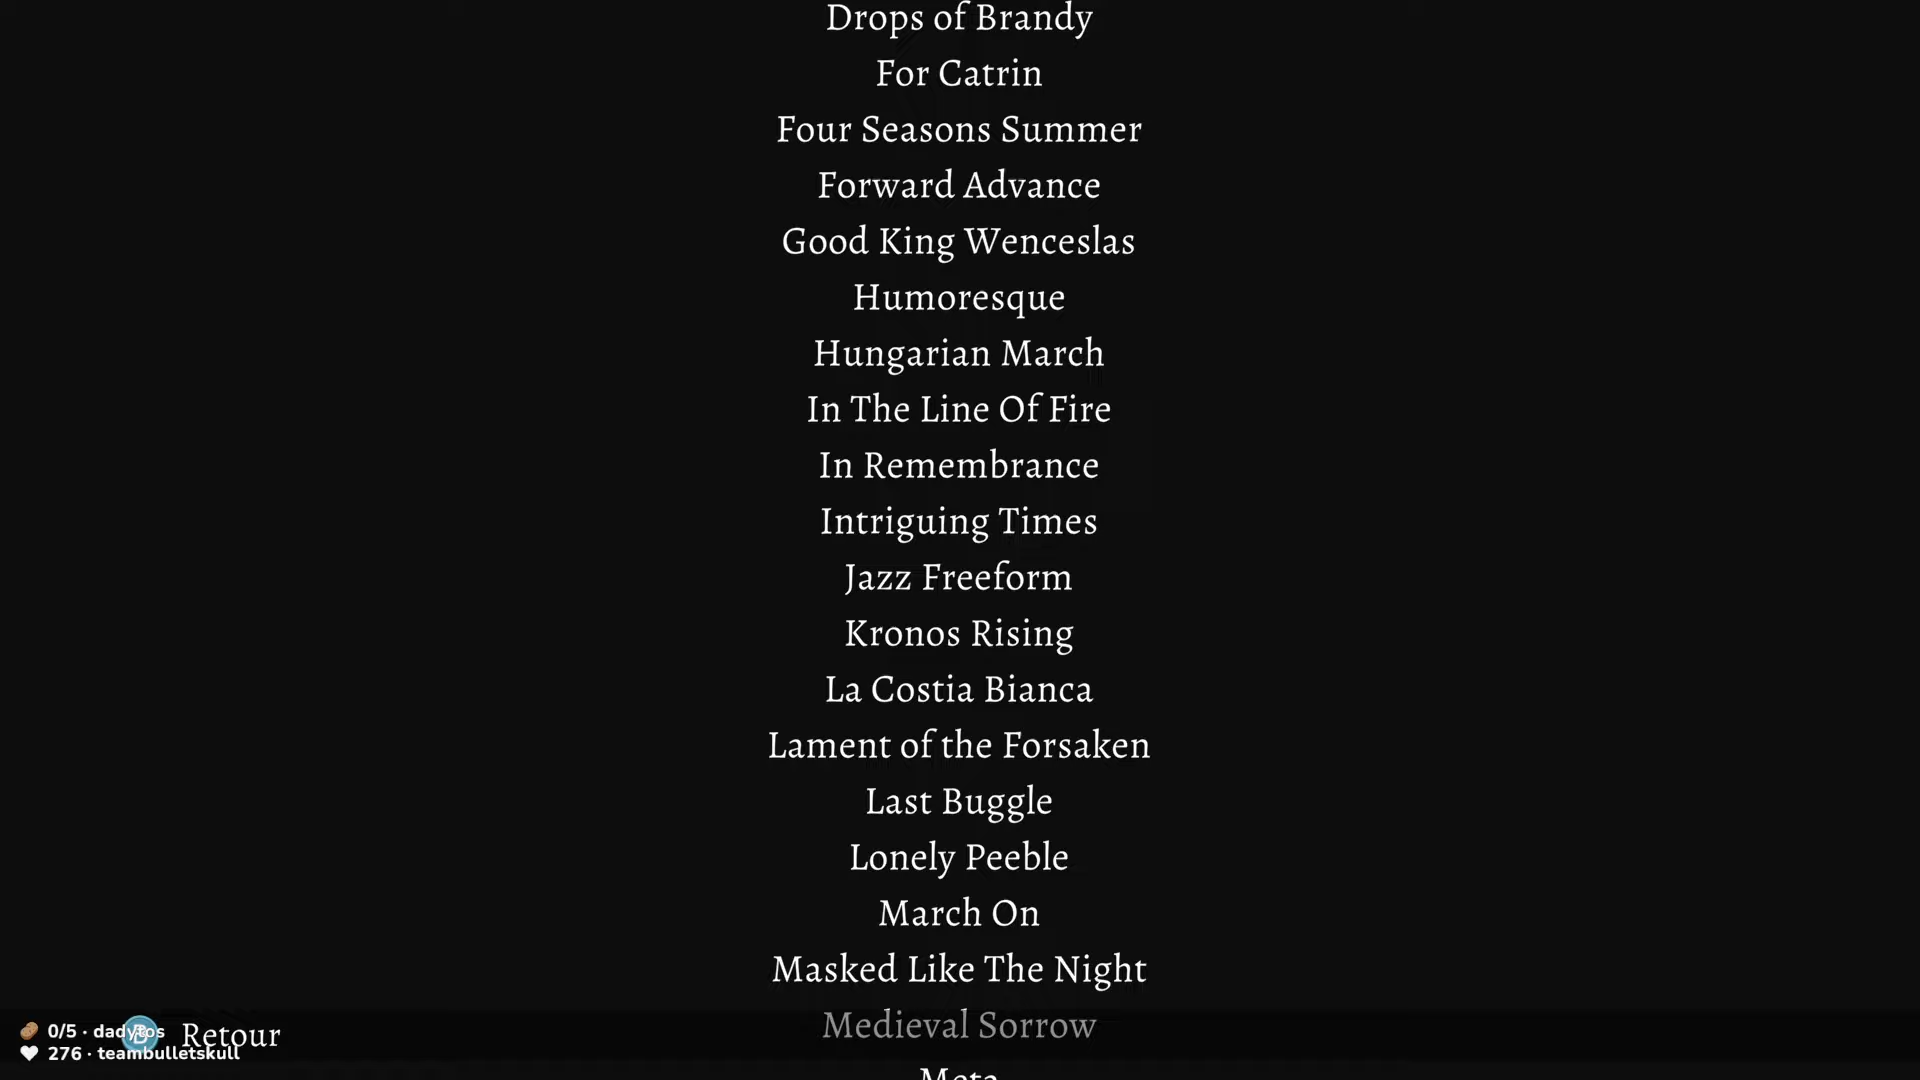 Drops of Brandy
For Catrin
Four Seasons Summer
Forward Advance
Good King Wenceslas
Humoresque
Hungarian March
In The Line Of Fire
In Remembrance
Intriguing Times
Jazz Freeform
Kronos Rising
La Costia Bianca
Lament of the Forsaken
Last Buggle
Lonely Peeble
March On
Masked Like The Night
Medieval Sorrow
Meta
0/5 · dadytos
B Retour
276 · teambulletskull